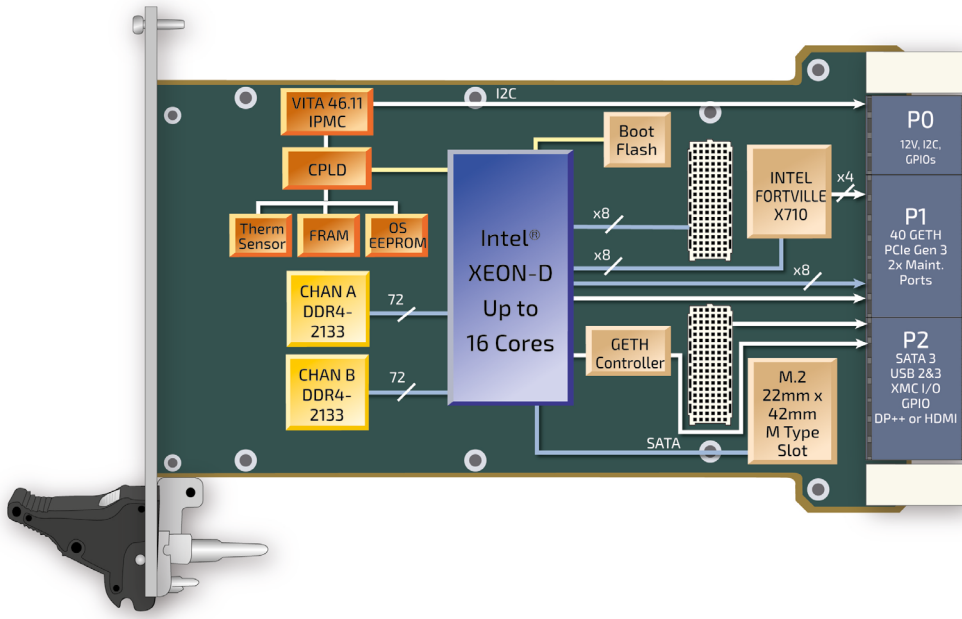 I2C
VITA 46.11
IPMC
CPLD
Therm
Sensor
FRAM
OS
EEPROM
CHAN A
DDR4-
2133
72
CHAN B
DDR4-
2133
72
Intel®
XEON-D
Up to
16 Cores
Boot
Flash
x8
x8
INTEL
FORTVILLE
X710
x4
x8
GETH
Controller
SATA
M.2
22mm x
42mm
M Type
Slot
P0
12V, I2C,
GPIOs
P1
40 GETH
PCIe Gen 3
2x Maint.
Ports
P2
SATA 3
USB 2&3
XMC I/O
GPIO
DP++ or HDMI